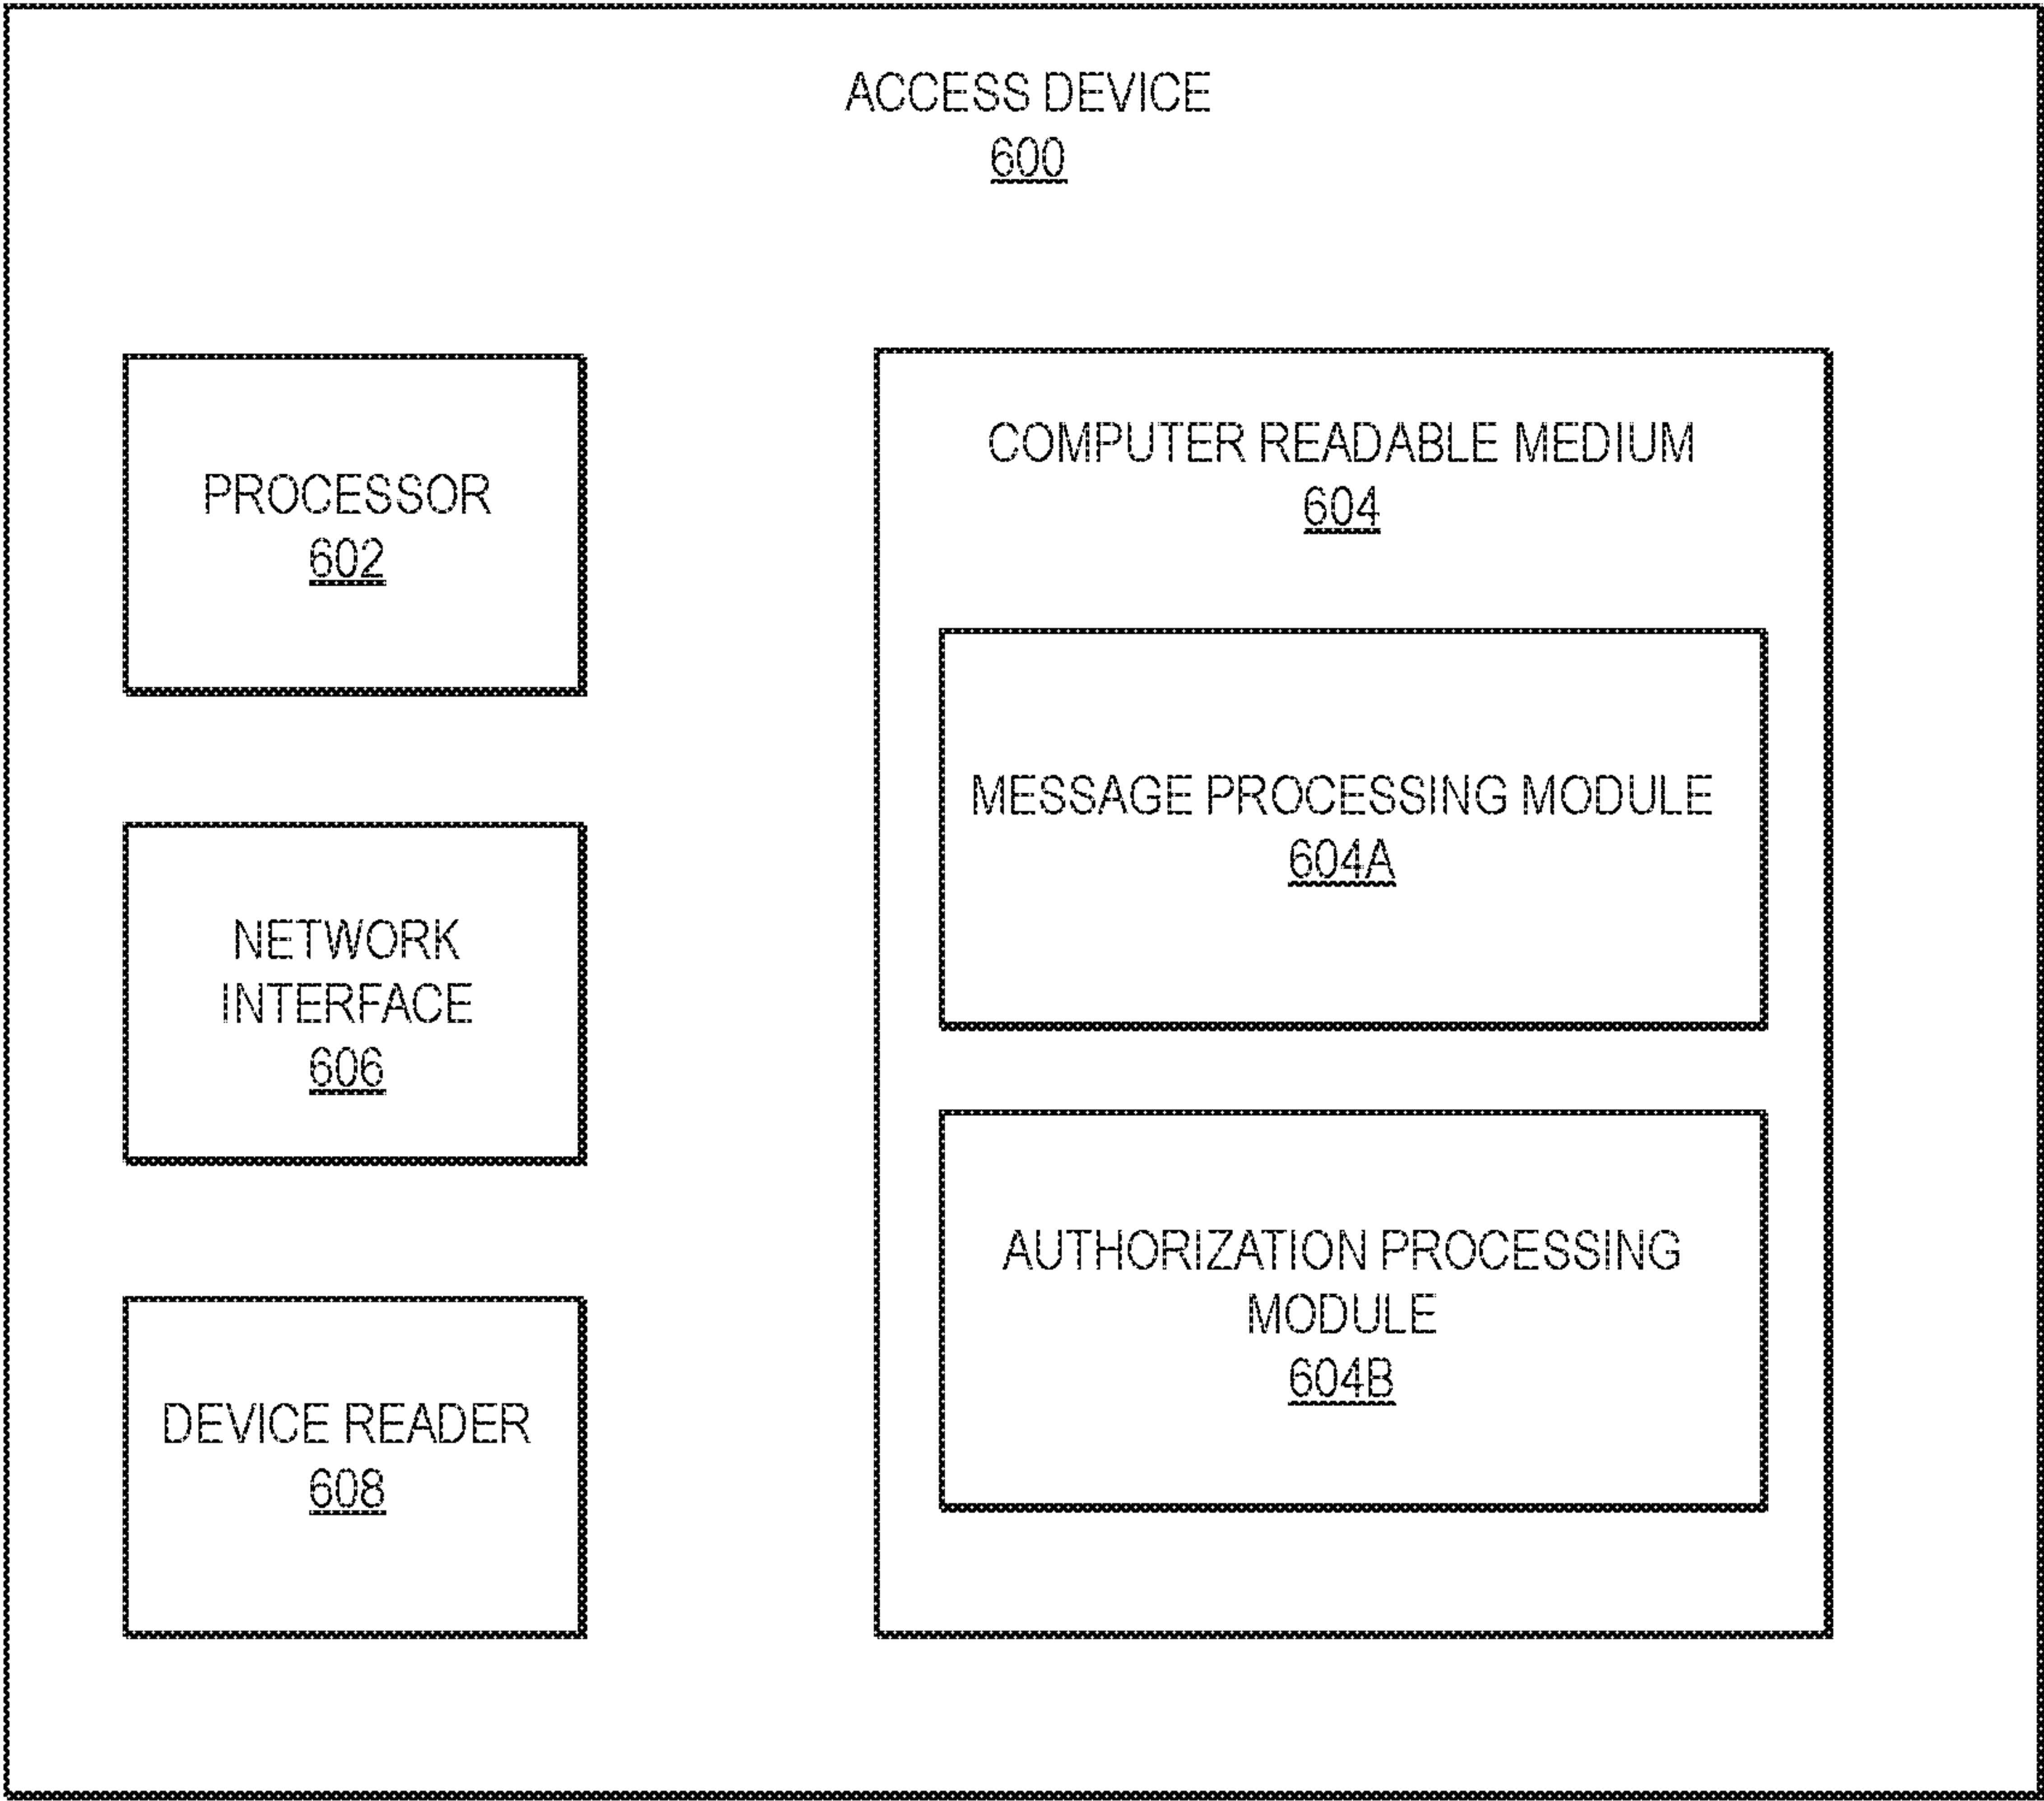 ACCESS DEVICE
600
PROCESSOR
602
NETWORK
INTERFACE
606
DEVICE READER
608
COMPUTER READABLE MEDIUM
604
MESSAGE PROCESSING MODULE
604A
AUTHORIZATION PROCESSING
MODULE
604B